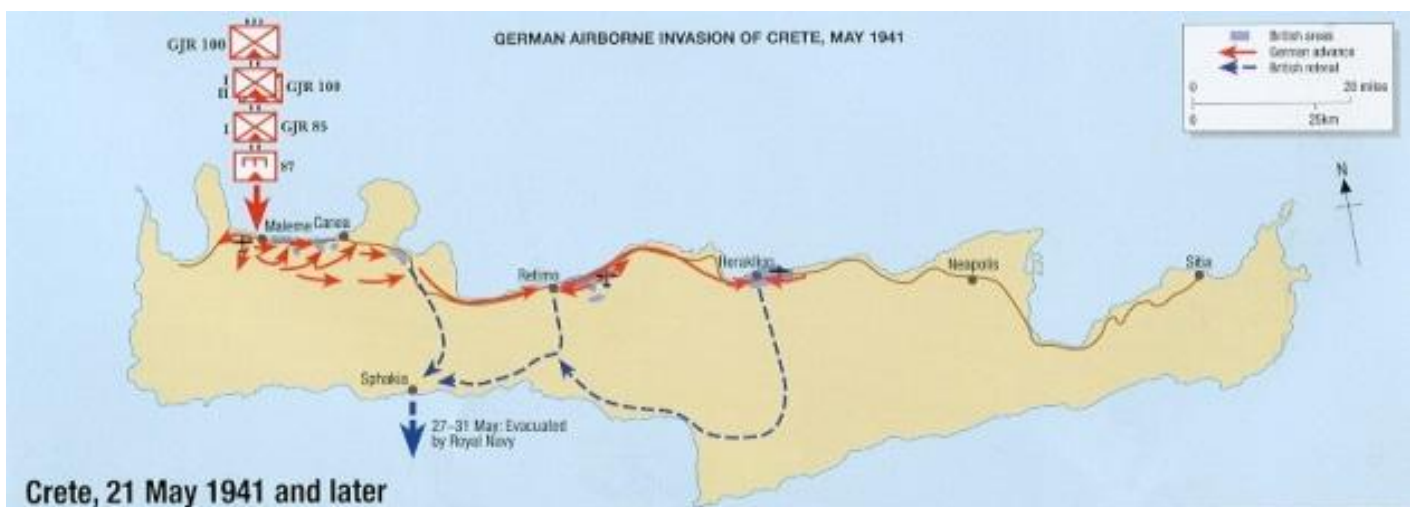 GERMAN AIRBORNE INVASION OF CRETE, MAY 1941
British areas
German advance
British retreat
0 20 miles
0 25km
N
GJR 100
I
II
GJR 100
I
GJR 85
87
Maleme
Canea
Retimo
Heraklion
Neapolis
Sitia
Sphakia
27–31 May: Evacuated
by Royal Navy
Crete, 21 May 1941 and later